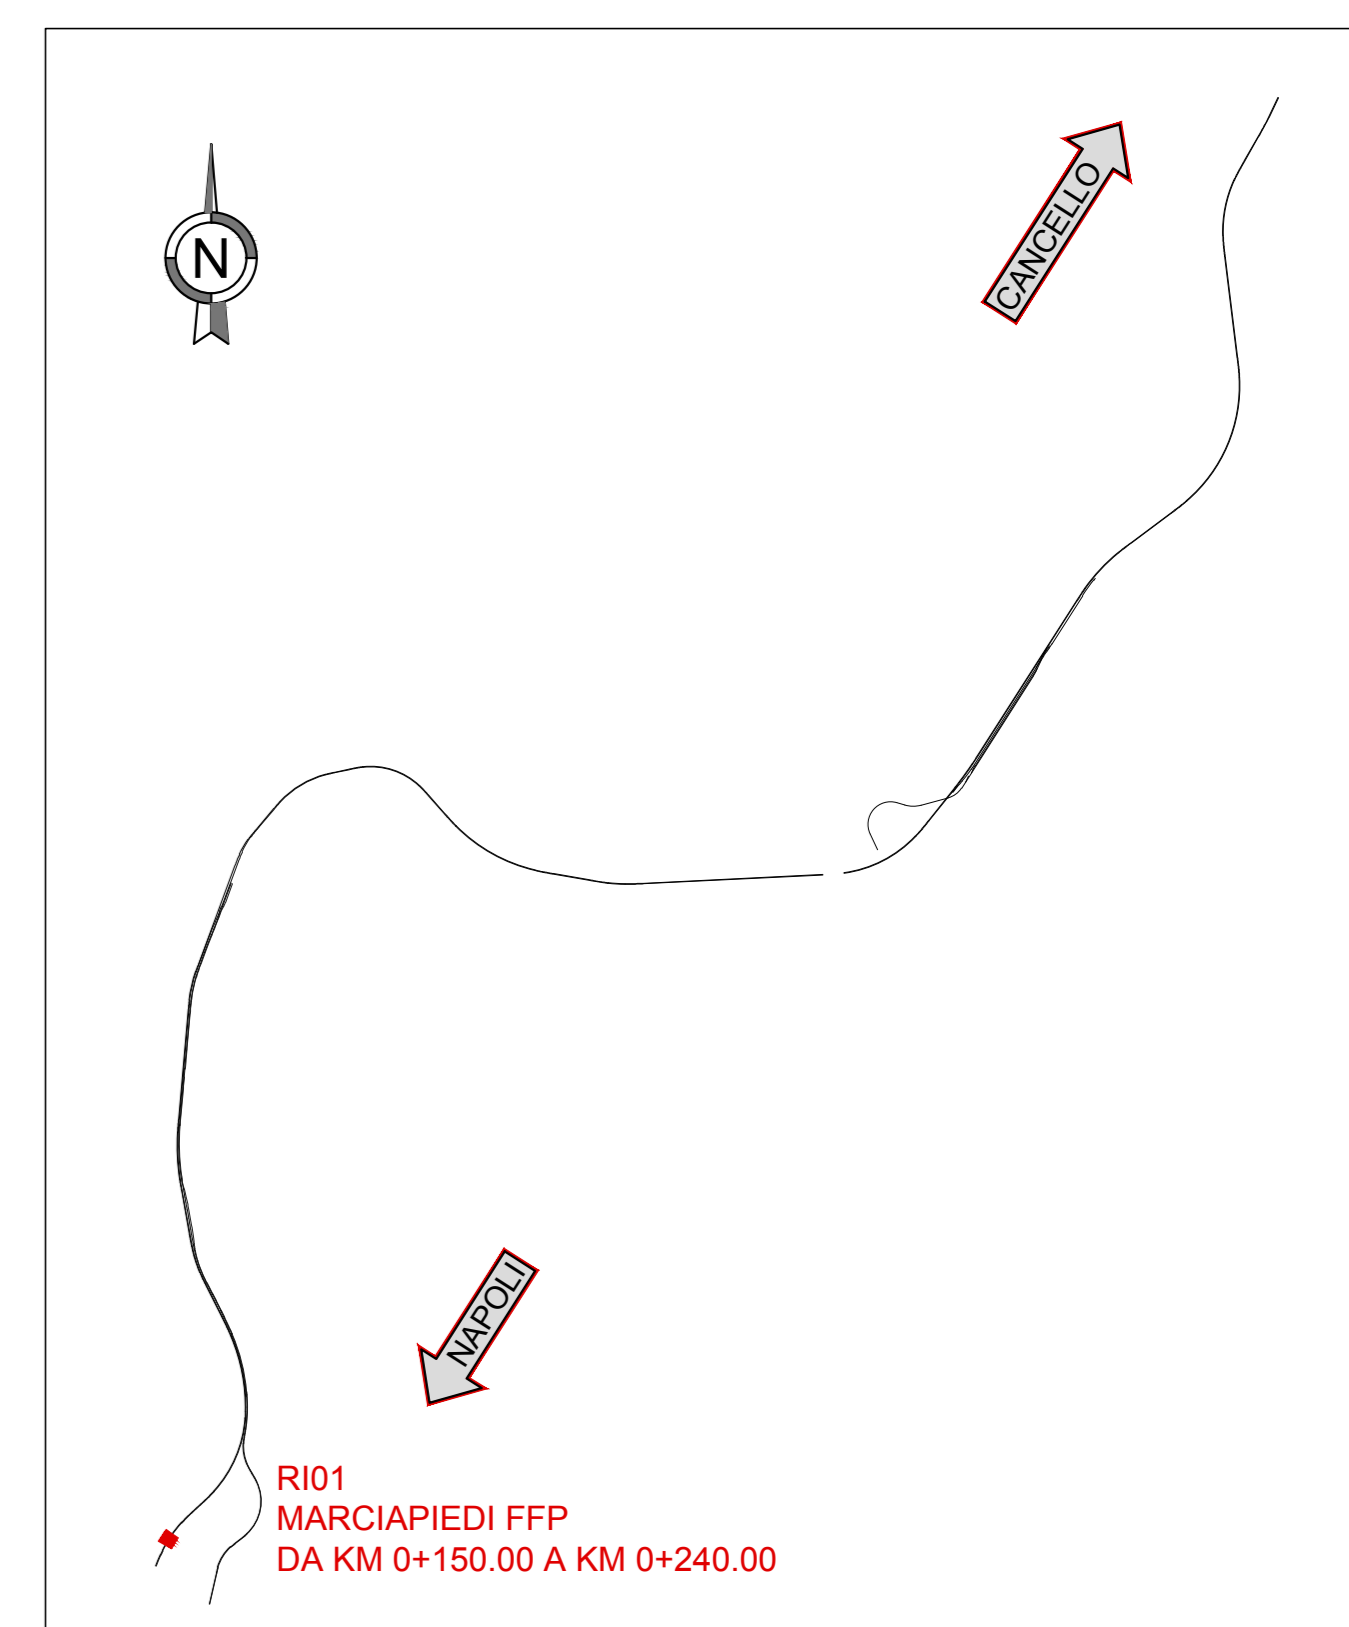 N
CANCELLO
NAPOLI
RI01
MARCIAPIEDI FFP
DA KM 0+150.00 A KM 0+240.00